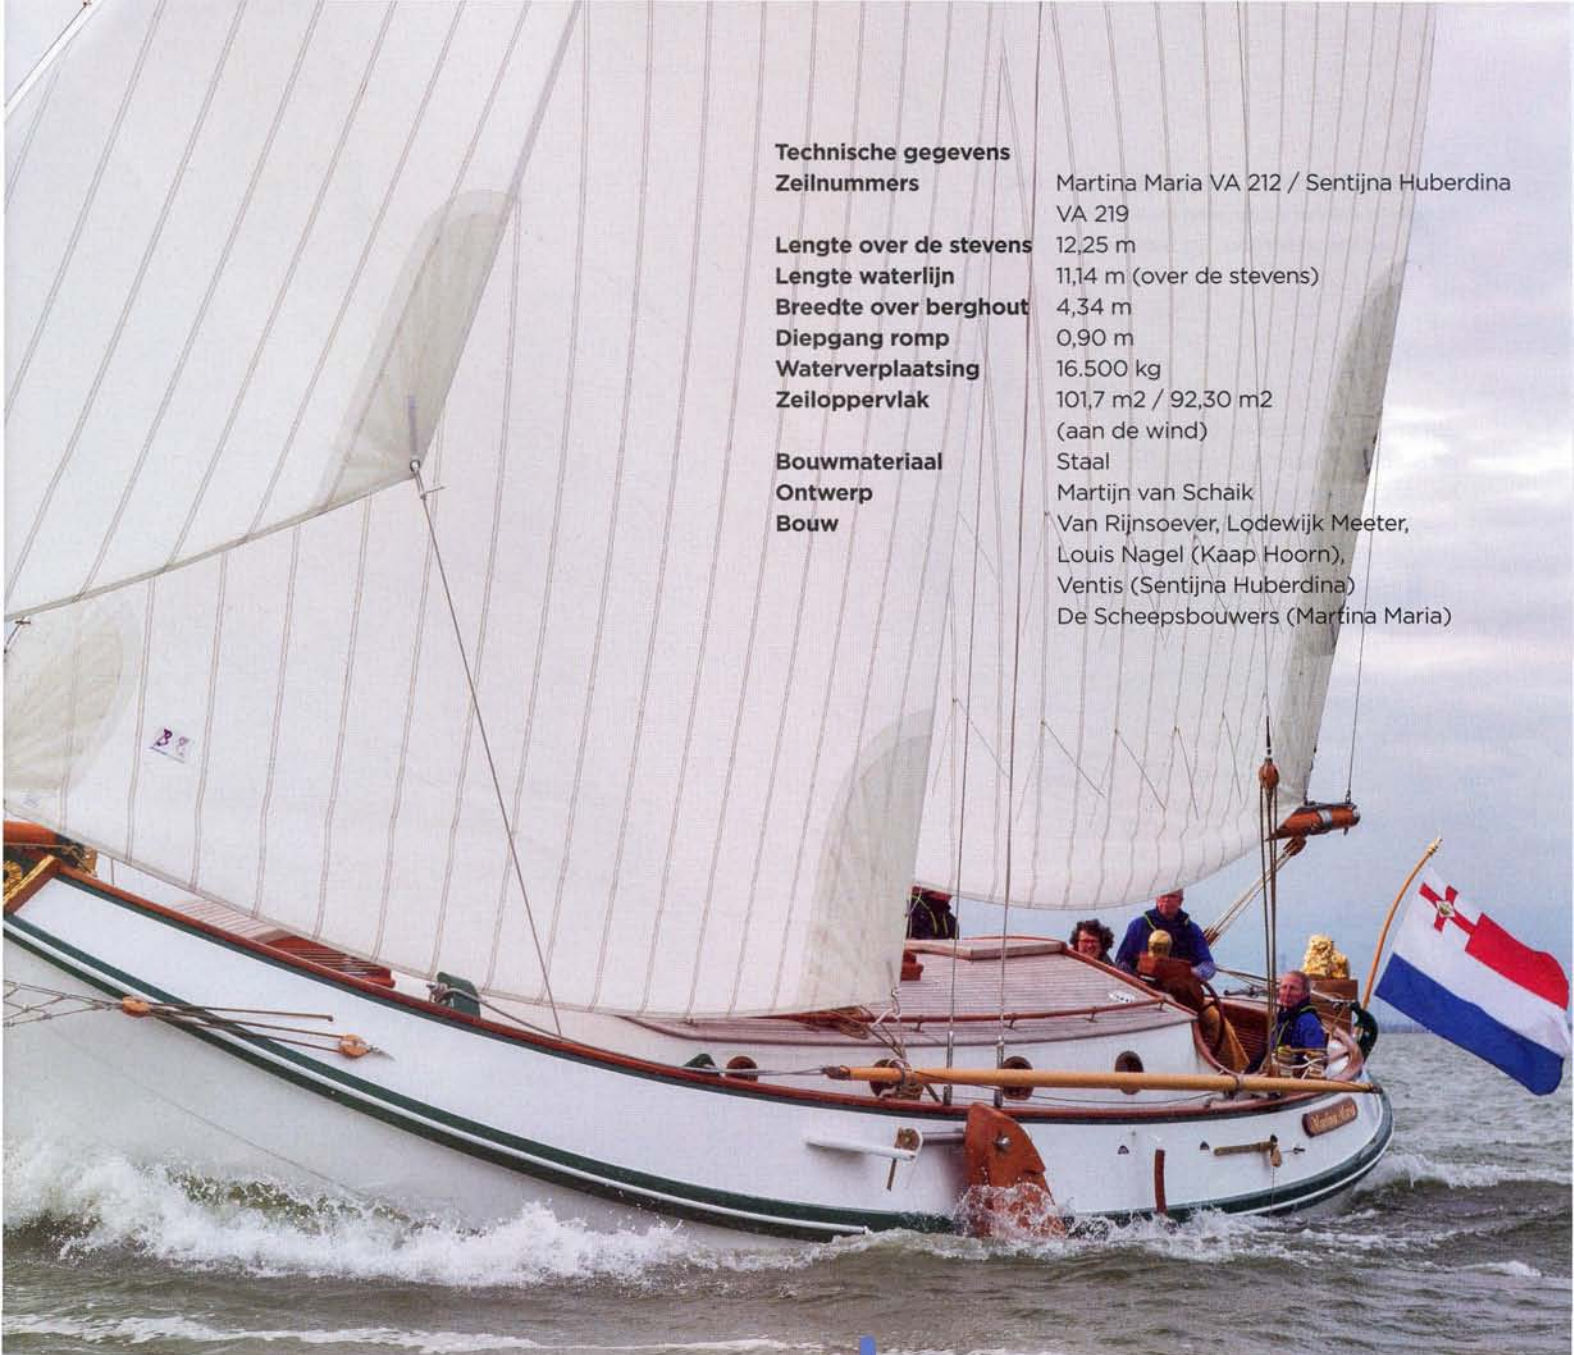 Technische gegevens
Zeilnummers Martina Maria VA 212 / Sentijna Huberdina
VA 219
Lengte over de stevens 12,25 m
Lengte waterlijn 11,14 m (over de stevens)
Breedte over berghout 4,34 m
Diepgang romp 0,90 m
Waterverplaatsing 16.500 kg
Zeiloppervlak 101,7 m2 / 92,30 m2
(aan de wind)
Bouwmateriaal Staal
Ontwerp Martijn van Schaik
Bouw Van Rijnsoever, Lodewijk Meeter,
Louis Nagel (Kaap Hoorn),
Ventis (Sentijna Huberdina)
De Scheepsbouwers (Martina Maria)
Martina Maria